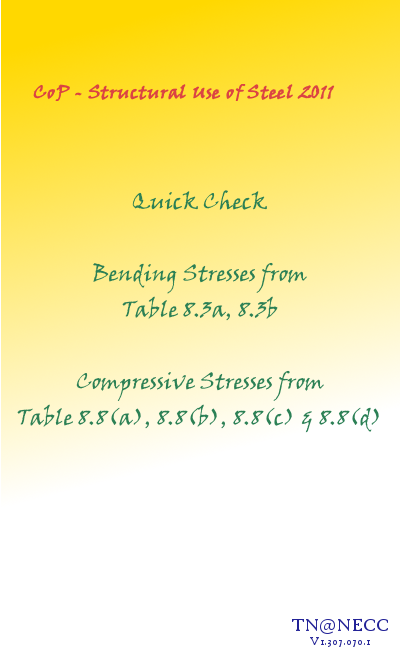 CoP - Structural Use of Steel 2011
Quick Check
Bending Stresses from
Table 8.3a, 8.3b
Compressive Stresses from
Table 8.8(a), 8.8(b), 8.8(c) & 8.8(d)
TN@NECC
V1.307.070.1